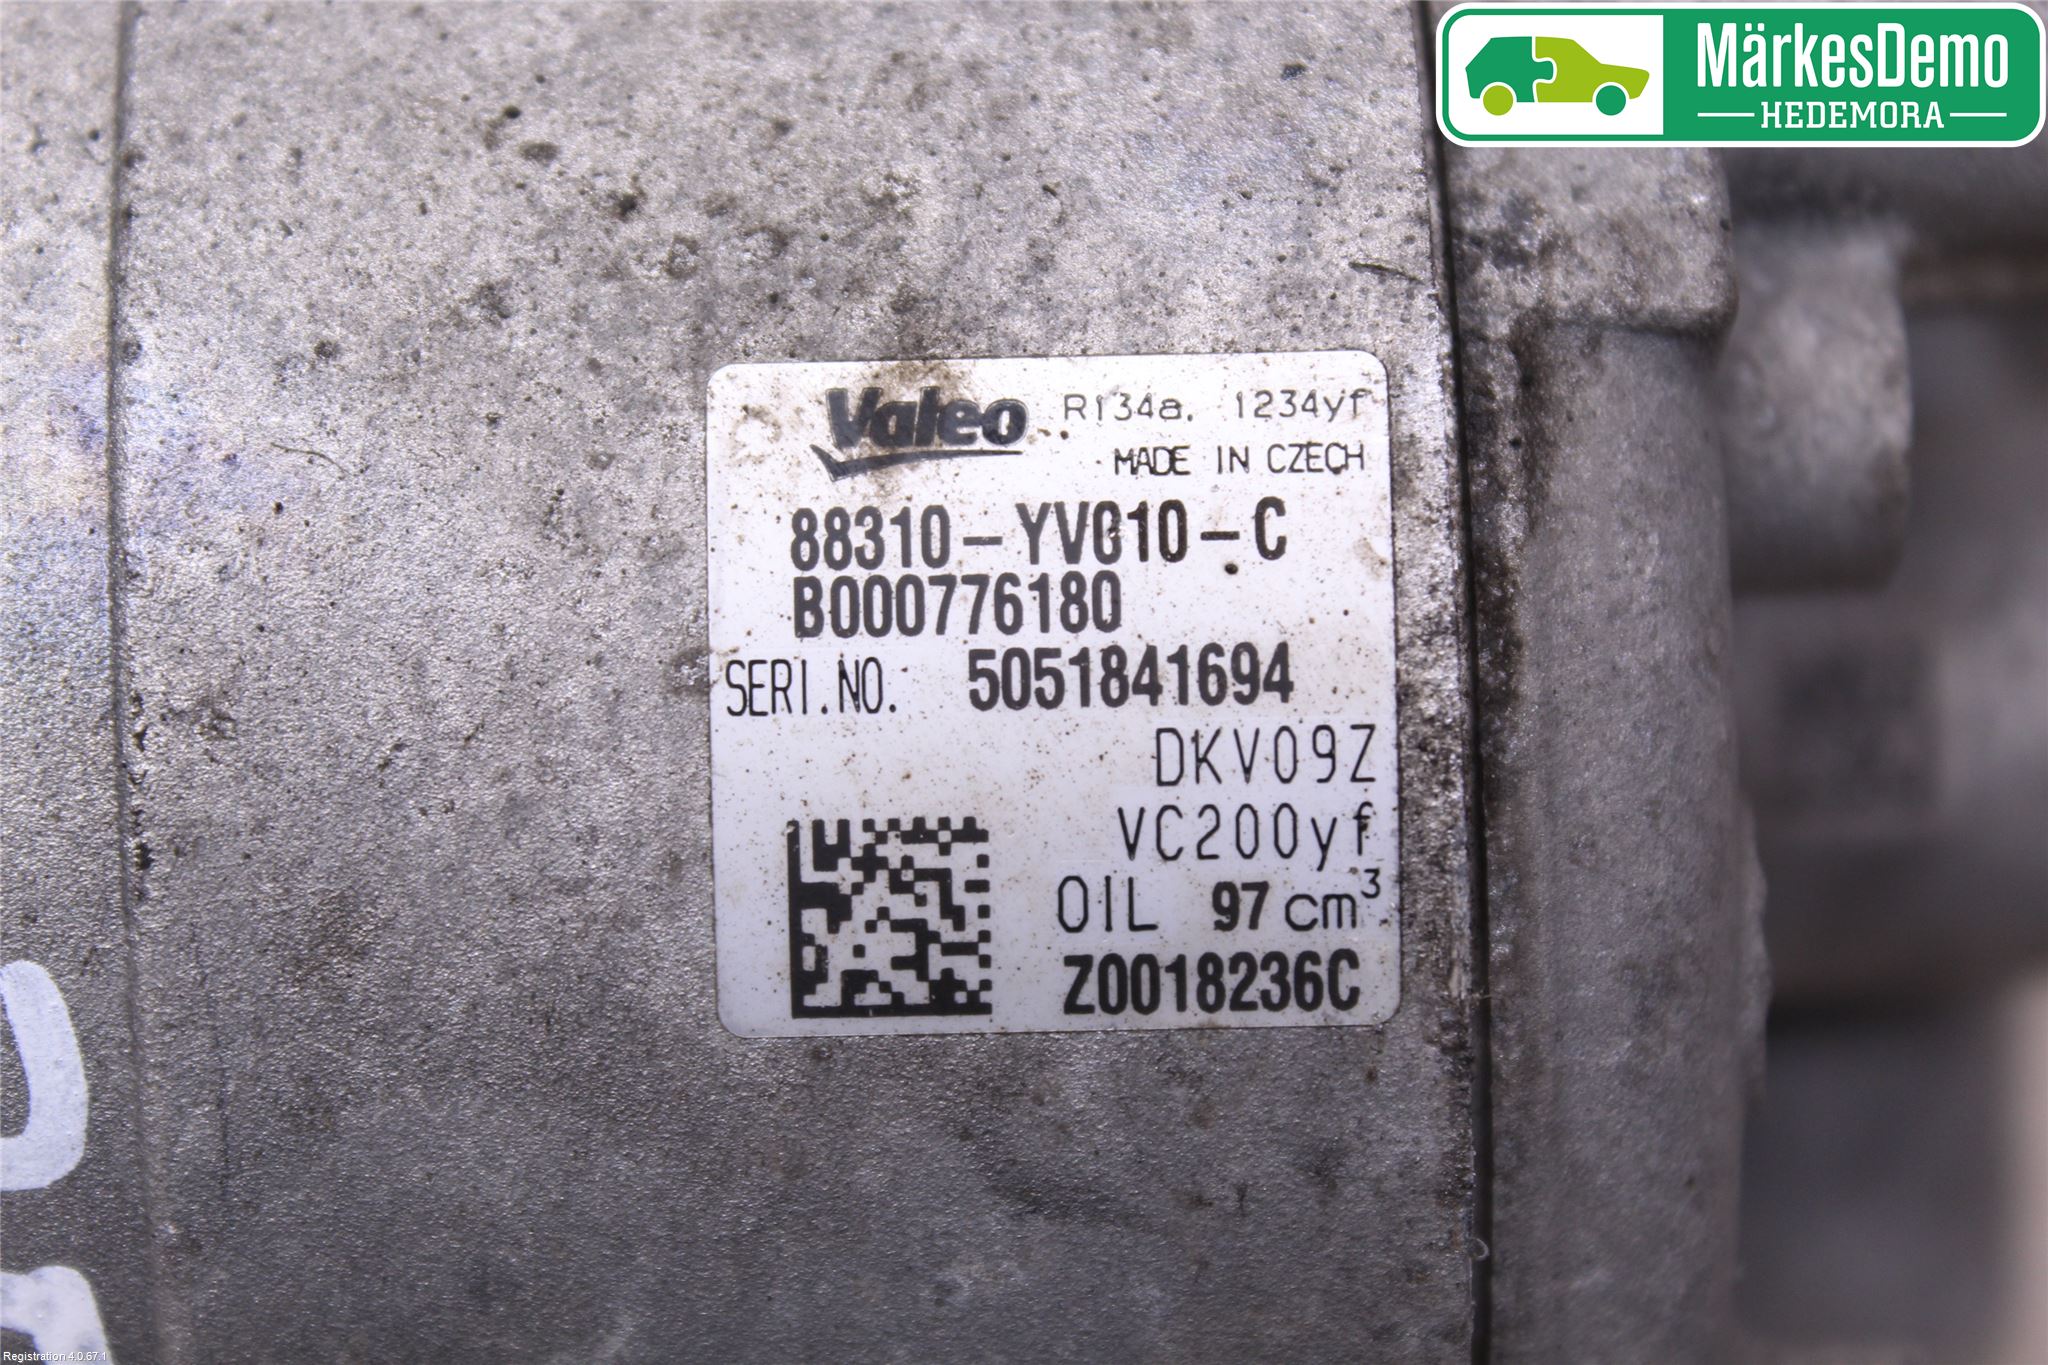 MärkesDemo
HEDEMORA
Valeo R134a. 1234yf
MADE IN CZECH
88310-YV010-C
B000776180
SERI.NO. 5051841694
DKV09Z
VC200yf
OIL 97 cm³
Z0018236C
Registration 4.0.67.1